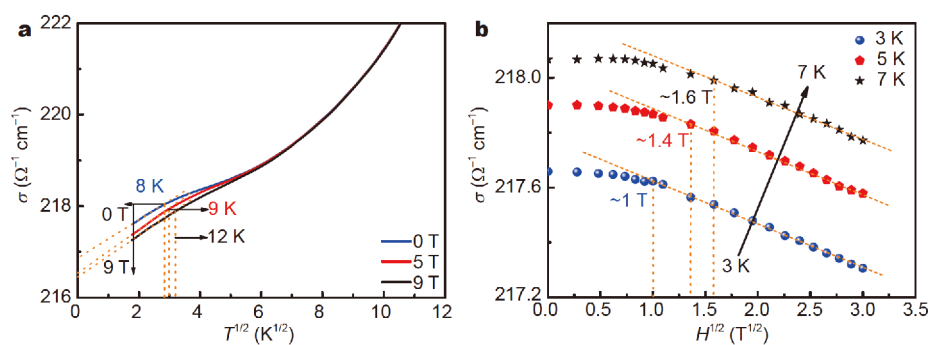 a
222
220
218
216
σ (Ω⁻¹ cm⁻¹)
8 K
0 T
9 K
12 K
9 T
0 T
5 T
9 T
0 2 4 6 8 10 12
T^{1/2} (K^{1/2})
b
218.0
217.6
217.2
σ (Ω⁻¹ cm⁻¹)
3 K
5 K
7 K
7 K
~1.6 T
~1.4 T
~1 T
3 K
0.0 0.5 1.0 1.5 2.0 2.5 3.0 3.5
H^{1/2} (T^{1/2})